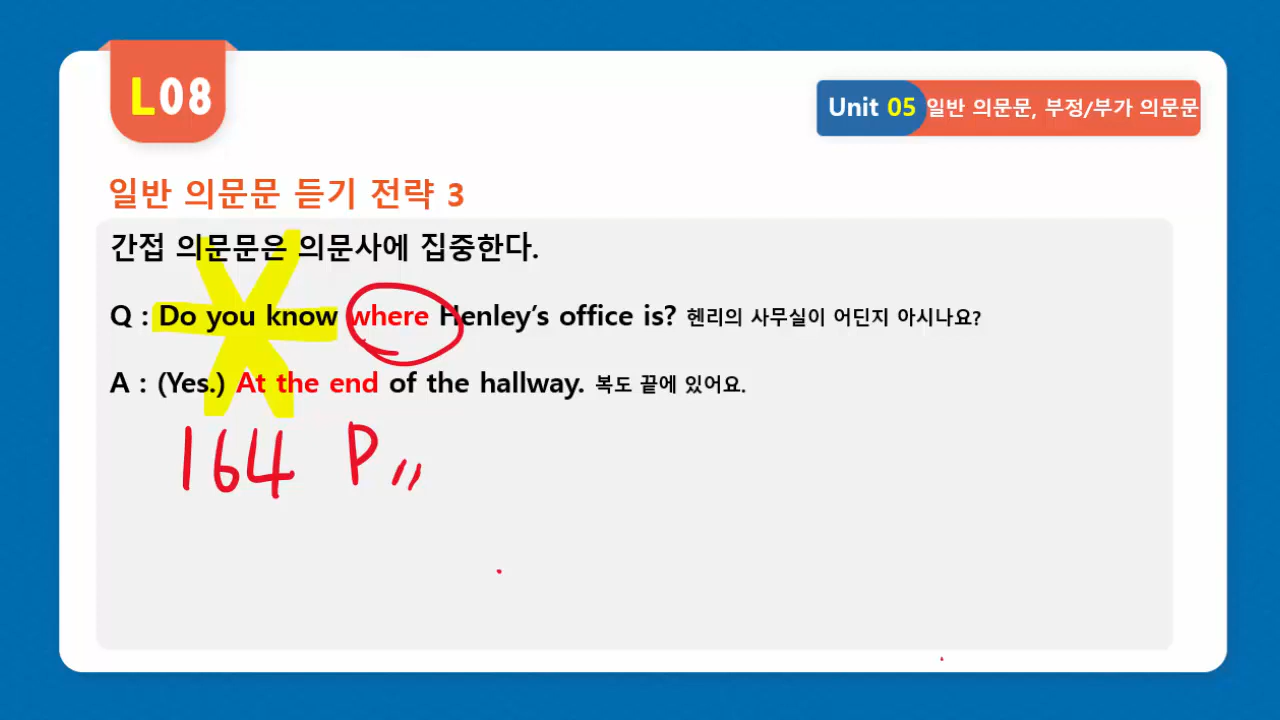 L08
Unit 05 일반 의문문, 부정/부가 의문문
일반 의문문 듣기 전략 3
간접 의문문은 의문사에 집중한다.
Q : Do you know where Henley's office is? 헨리의 사무실이 어딘지 아시나요?
A : (Yes.) At the end of the hallway. 복도 끝에 있어요.
164 P